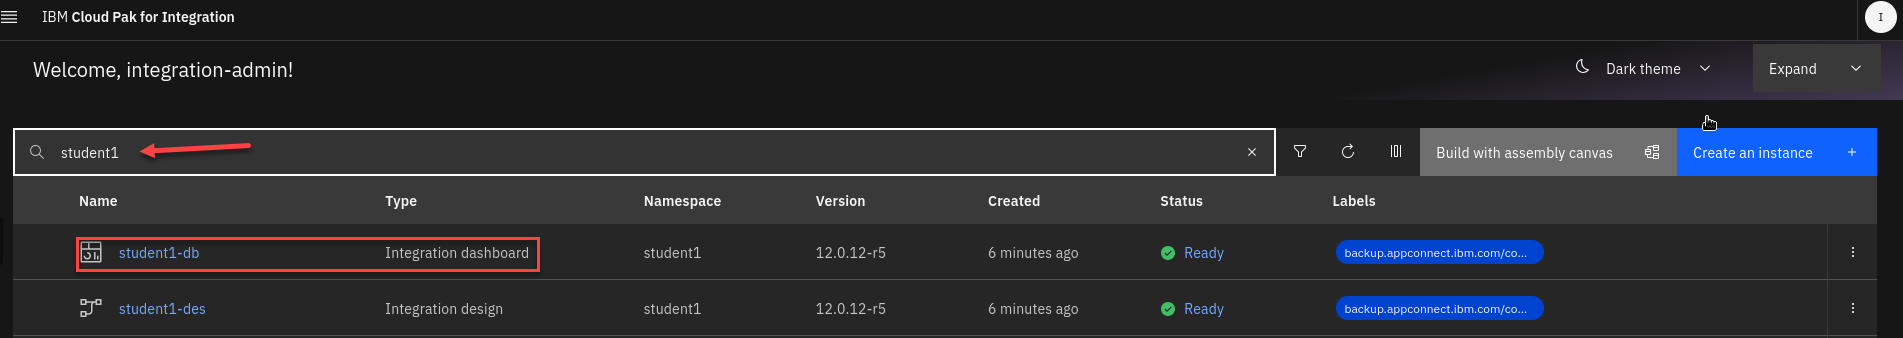 IBM Cloud Pak for Integration
I
Welcome, integration-admin!
Dark theme
Expand
student1
Build with assembly canvas
Create an instance +
Name Type Namespace Version Created Status Labels
student1-db Integration dashboard student1 12.0.12-r5 6 minutes ago Ready backup.appconnect.ibm.com/co...
student1-des Integration design student1 12.0.12-r5 6 minutes ago Ready backup.appconnect.ibm.com/co...